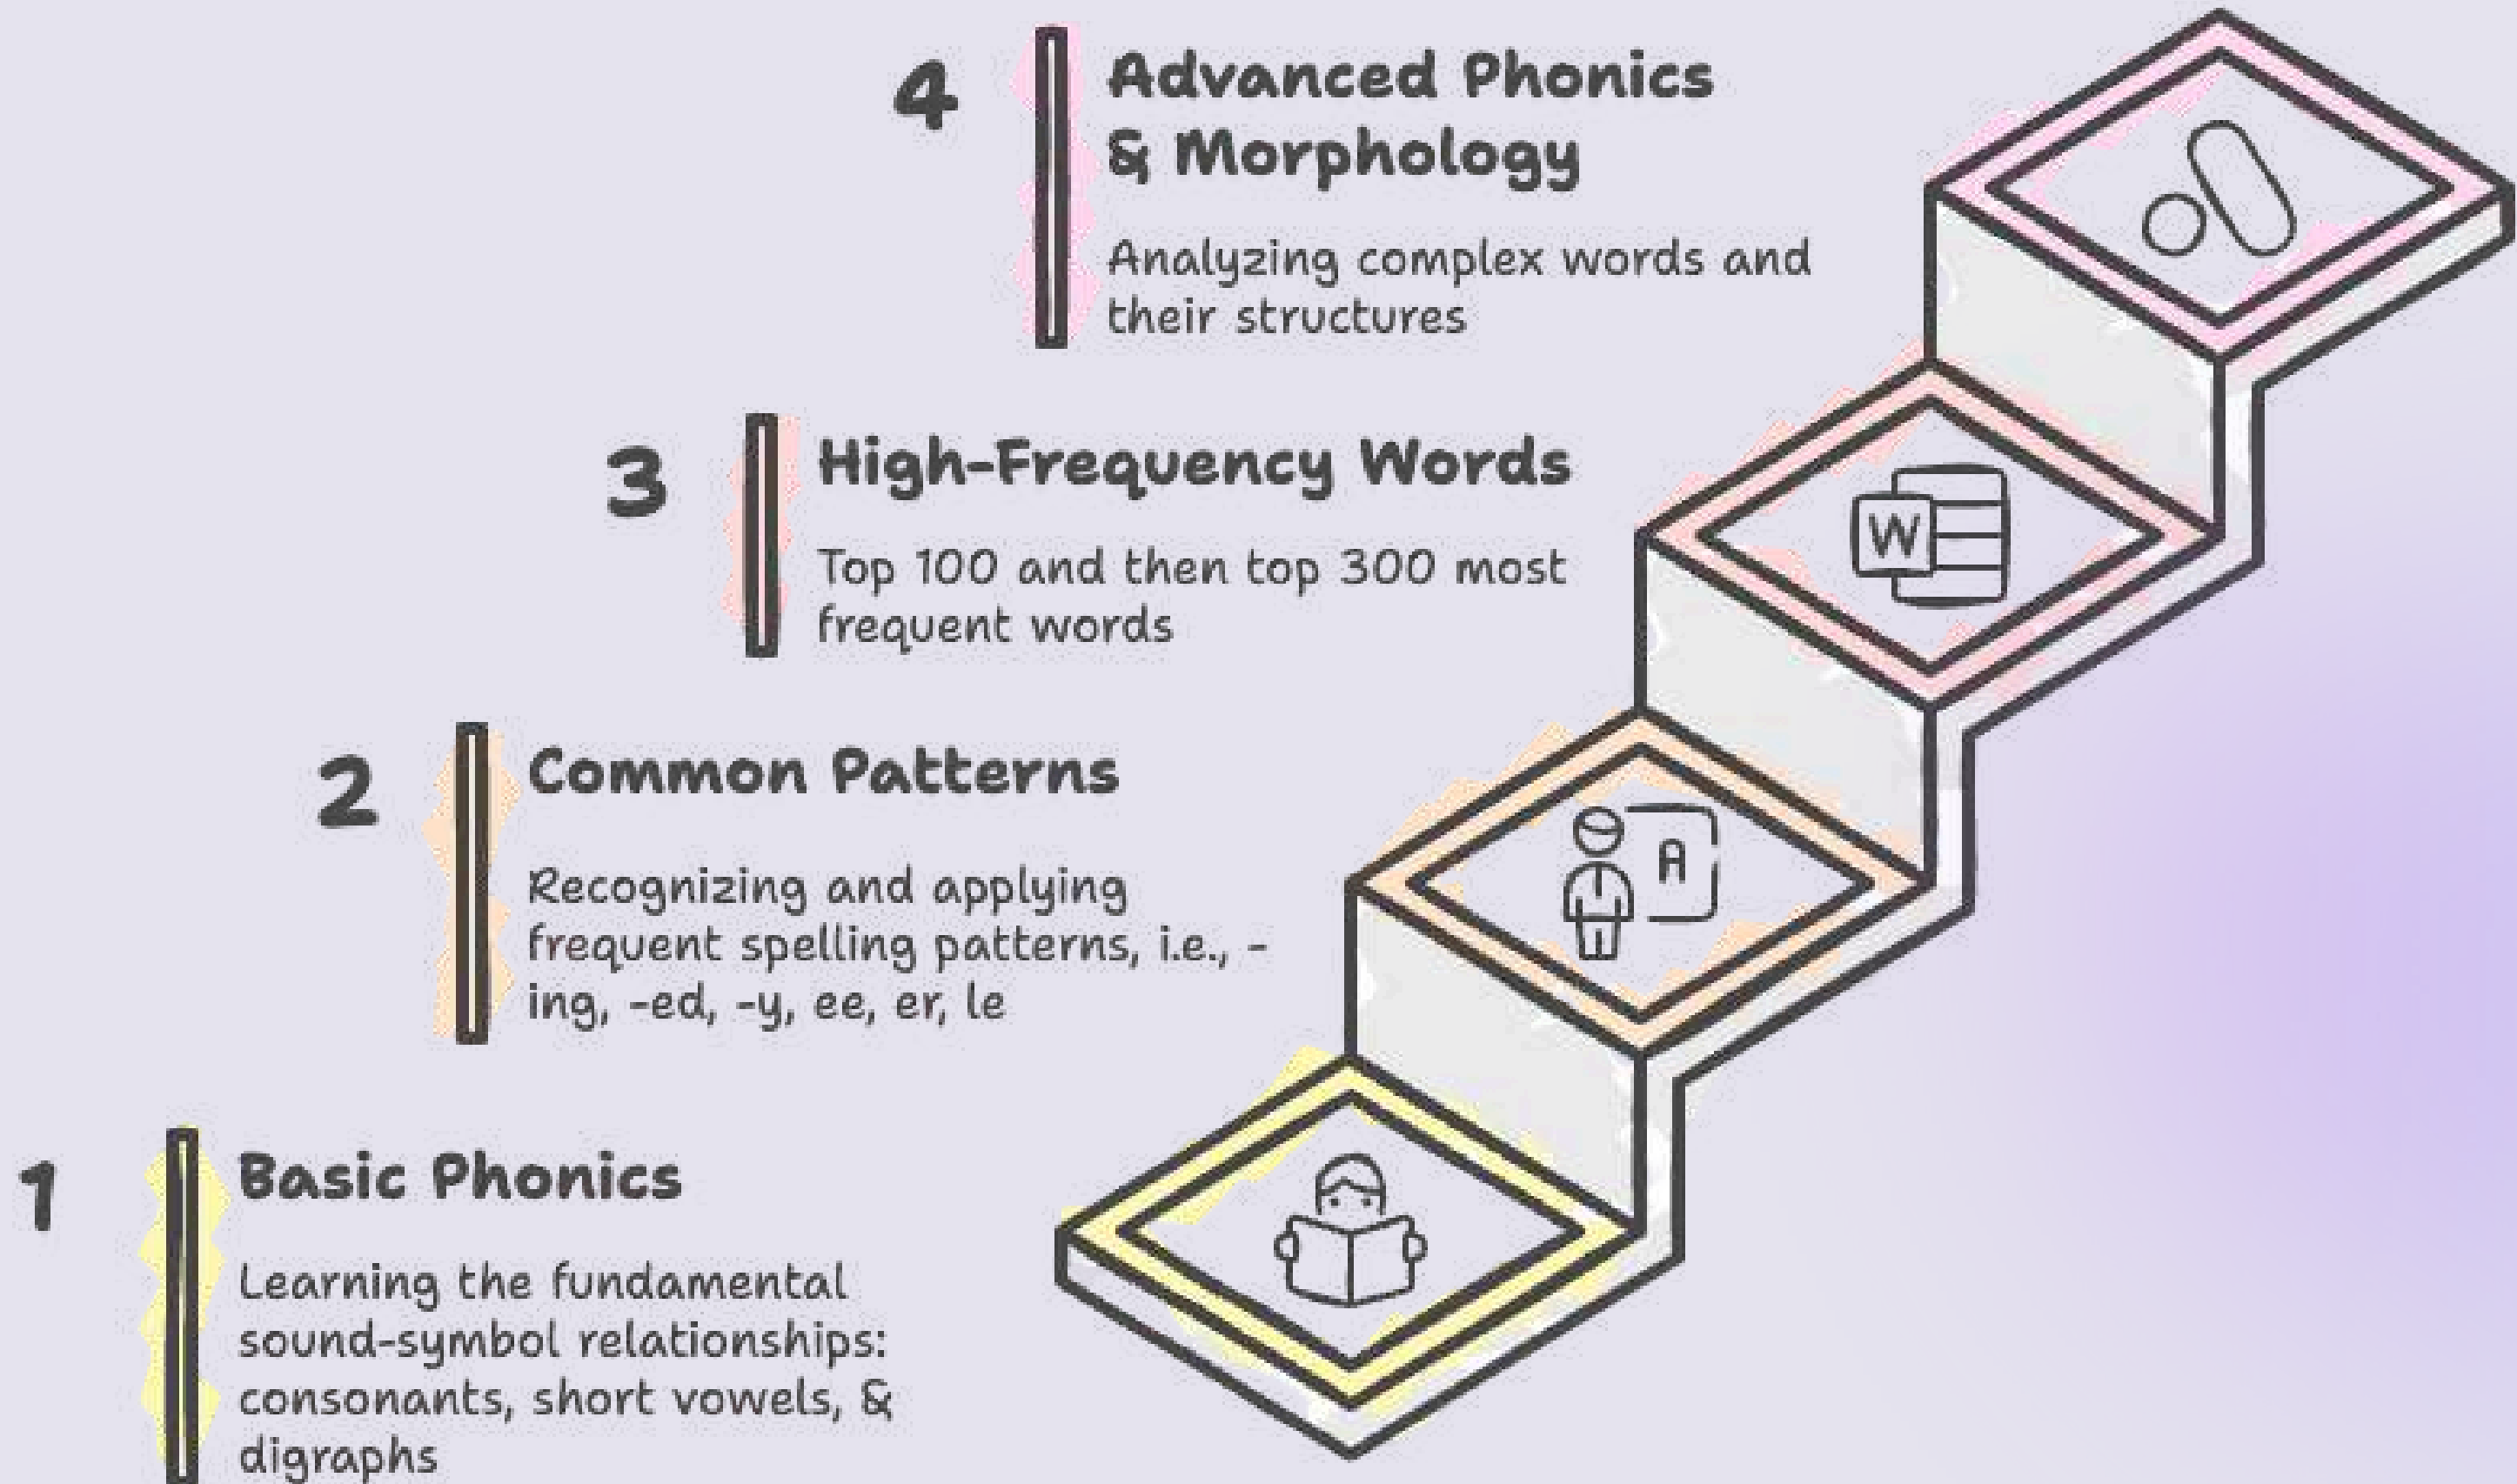 4
Advanced Phonics
& Morphology
Analyzing complex words and
their structures
3
High-Frequency Words
Top 100 and then top 300 most
frequent words
W
2
Common Patterns
Recognizing and applying
frequent spelling patterns, i.e., -
ing, -ed, -y, ee, er, le
A
1
Basic Phonics
Learning the fundamental
sound-symbol relationships:
consonants, short vowels, &
digraphs